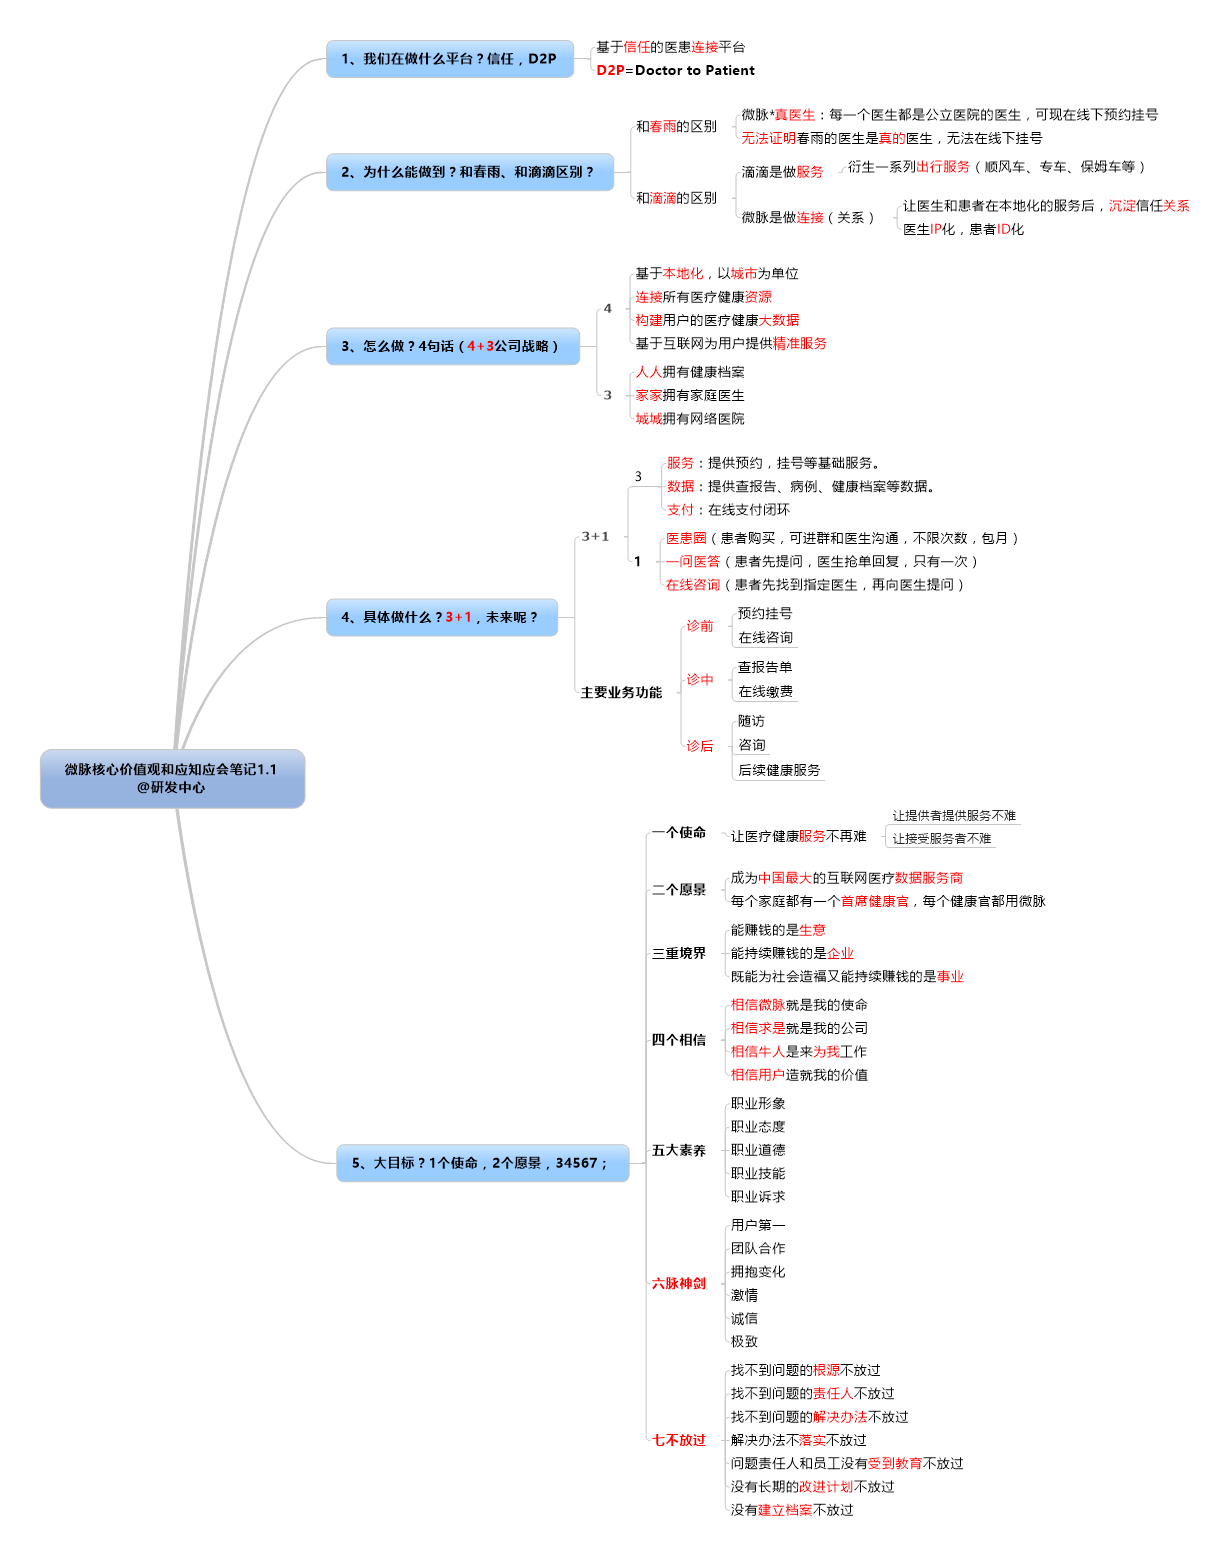 1、我们在做什么平台？信任，D2P
基于信任的医患连接平台
D2P=Doctor to Patient
2、为什么能做到？和春雨、和滴滴区别？
和春雨的区别
微脉*真医生：每一个医生都是公立医院的医生，可现在线下预约挂号
无法证明春雨的医生是真的医生，无法在线下挂号
和滴滴的区别
滴滴是做服务
衍生一系列出行服务（顺风车、专车、保姆车等）
微脉是做连接（关系）
让医生和患者在本地化的服务后，沉淀信任关系
医生IP化，患者ID化
3、怎么做？4句话（4+3公司战略）
4
基于本地化，以城市为单位
连接所有医疗健康资源
构建用户的医疗健康大数据
基于互联网为用户提供精准服务
3
人人拥有健康档案
家家拥有家庭医生
城城拥有网络医院
4、具体做什么？3+1，未来呢？
3+1
3
服务：提供预约，挂号等基础服务。
数据：提供查报告、病例、健康档案等数据。
支付：在线支付闭环
1
医患圈（患者购买，可进群和医生沟通，不限次数，包月）
一问医答（患者先提问，医生抢单回复，只有一次）
在线咨询（患者先找到指定医生，再向医生提问）
主要业务功能
诊前
预约挂号
在线咨询
诊中
查报告单
在线缴费
诊后
随访
咨询
后续健康服务
微脉核心价值观和应知应会笔记1.1
@研发中心
5、大目标？1个使命，2个愿景，34567；
一个使命
让医疗健康服务不再难
让提供者提供服务不难
让接受服务者不难
二个愿景
成为中国最大的互联网医疗数据服务商
每个家庭都有一个首席健康官，每个健康官都用微脉
三重境界
能赚钱的是生意
能持续赚钱的是企业
既能为社会造福又能持续赚钱的是事业
四个相信
相信微脉就是我的使命
相信求是就是我的公司
相信牛人是来为我工作
相信用户造就我的价值
五大素养
职业形象
职业态度
职业道德
职业技能
职业诉求
六脉神剑
用户第一
团队合作
拥抱变化
激情
诚信
极致
七不放过
找不到问题的根源不放过
找不到问题的责任人不放过
找不到问题的解决办法不放过
解决办法不落实不放过
问题责任人和员工没有受到教育不放过
没有长期的改进计划不放过
没有建立档案不放过